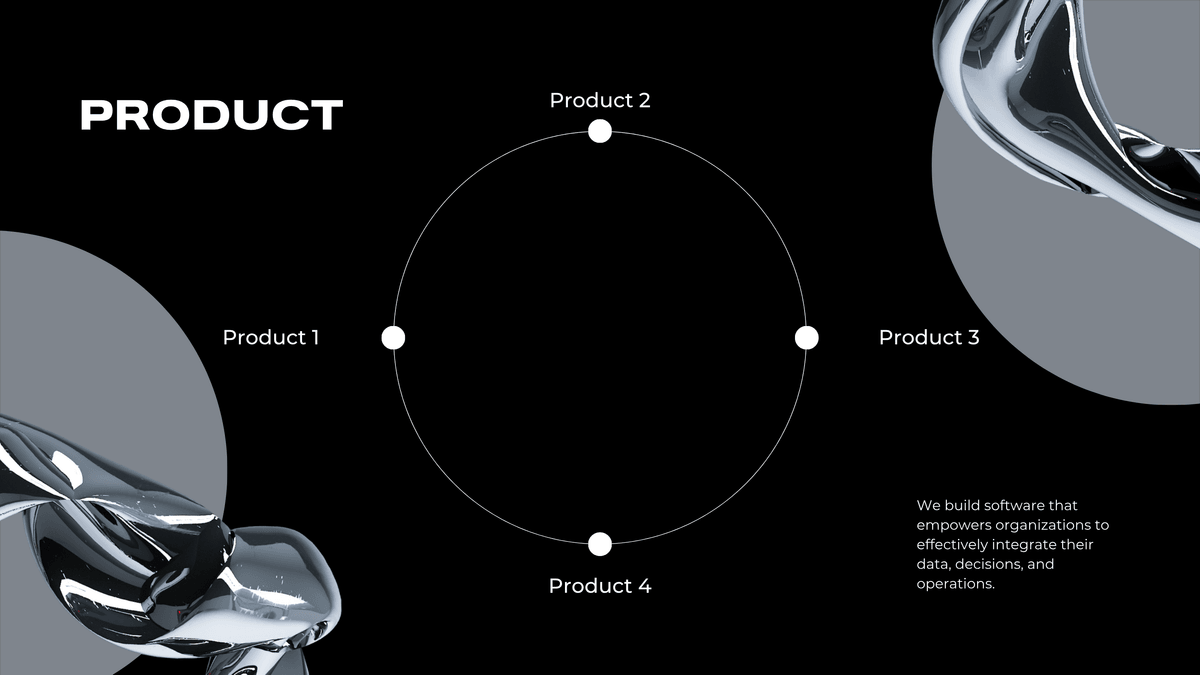 PRODUCT
Product 2
Product 1
Product 3
Product 4
We build software that
empowers organizations to
effectively integrate their
data, decisions, and
operations.